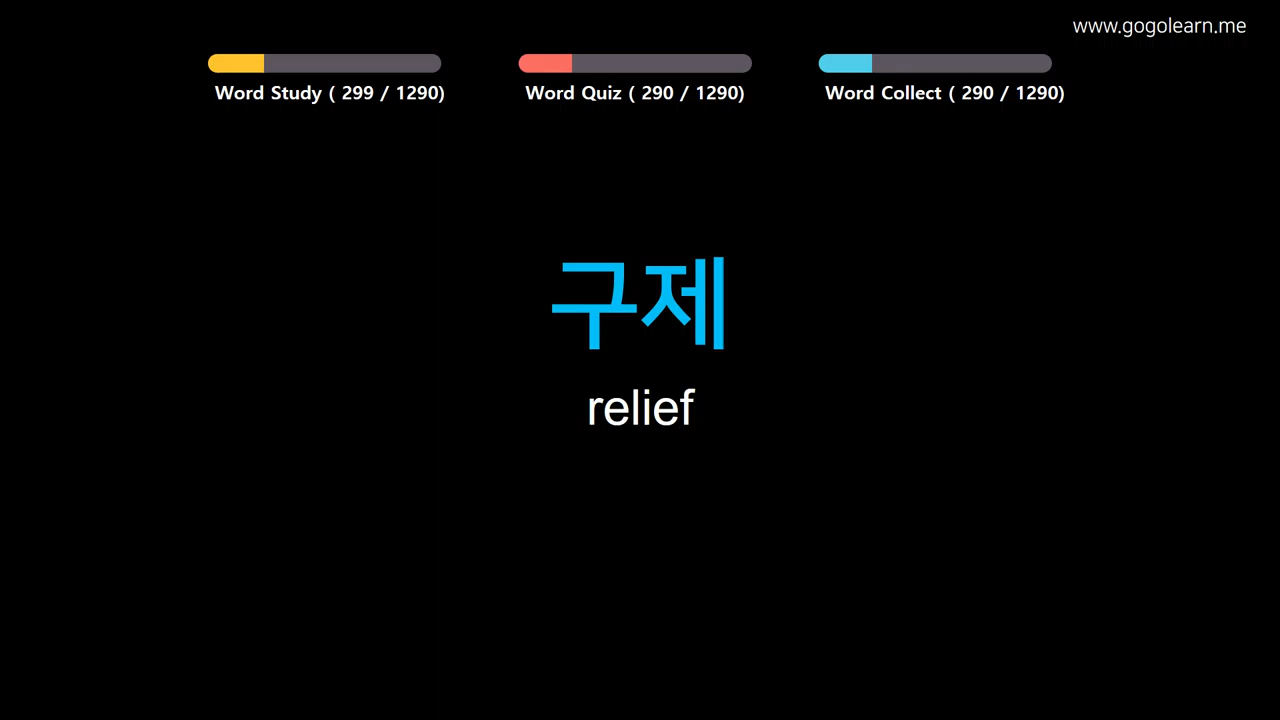 www.gogolearn.me
Word Study ( 299 / 1290)
Word Quiz ( 290 / 1290)
Word Collect ( 290 / 1290)
구제
relief